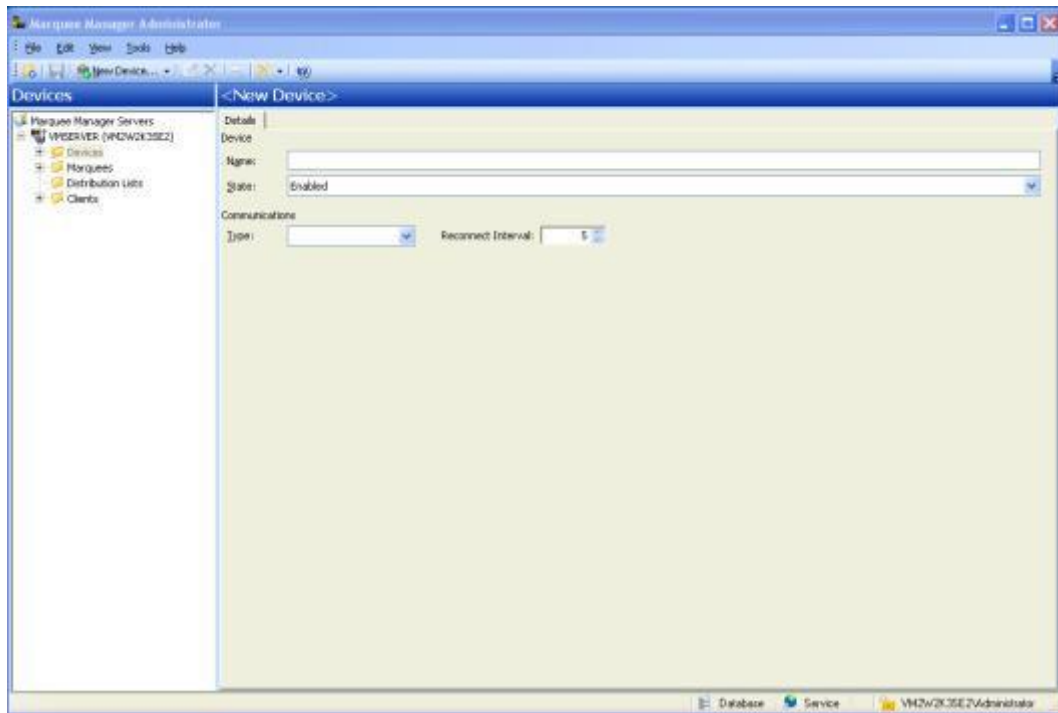 Marquee Manager Administrator
File Edit View Tools Help
New Device...
Devices
<New Device>
Marquee Manager Servers
VMSERVER (VM2W2K3SE2)
Devices
Marquees
Distribution Lists
Clients
Details
Device
Name:
State: Enabled
Communications
Type: Reconnect Interval: 5
Database Service VM2W2K3SE2\Administrator